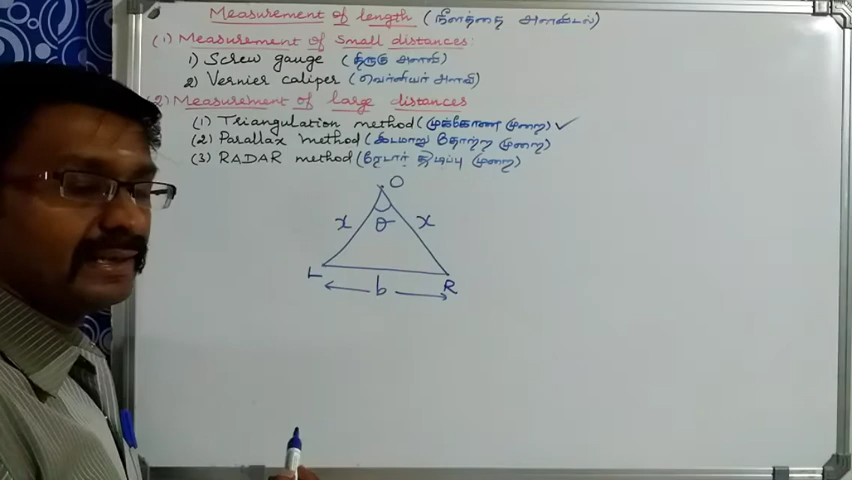 Measurement of length (நீளத்தை அளவிடல்)
(1) Measurement of Small distances:
1) Screw gauge (திருகு அளவி)
2) Vernier caliper (வெர்னியர் அளவி)
(2) Measurement of large distances
(1) Triangulation method (முக்கோண முறை) ✓
(2) Parallax method (இடமாறு தோற்ற முறை)
(3) RADAR method (ரேடார் துடிப்பு முறை)
O
x θ x
L R
b